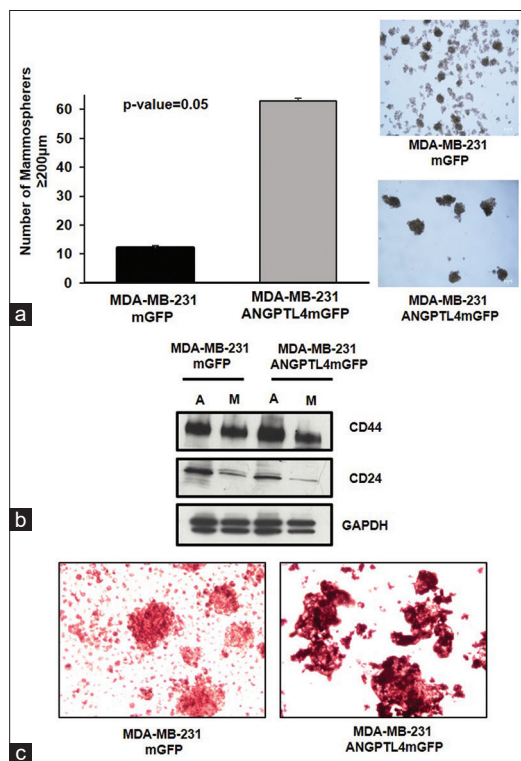 Number of Mammospherers
≥200µm
60
50
40
30
20
10
0
p-value=0.05
MDA-MB-231
mGFP
MDA-MB-231
ANGPTL4mGFP
MDA-MB-231
mGFP
MDA-MB-231
ANGPTL4mGFP
a
MDA-MB-231
mGFP
MDA-MB-231
ANGPTL4mGFP
A M A M
CD44
CD24
GAPDH
b
MDA-MB-231
mGFP
MDA-MB-231
ANGPTL4mGFP
c